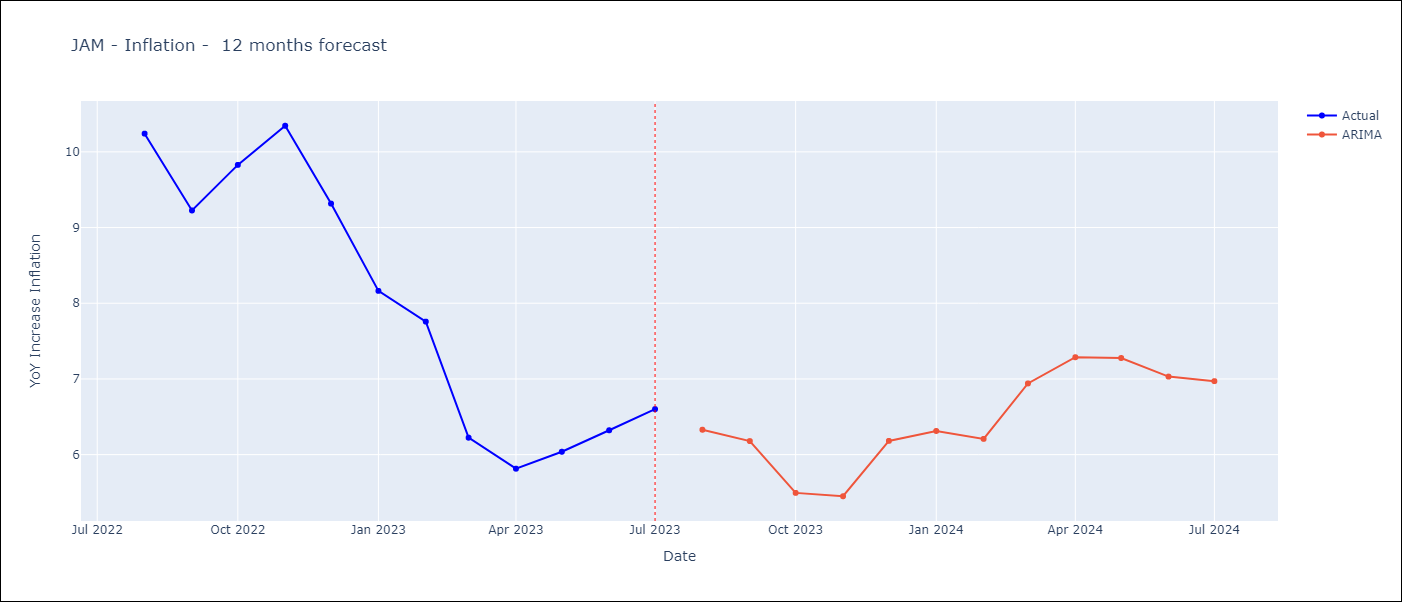 JAM - Inflation -  12 months forecast
Actual
ARIMA
10
9
8
7
6
YoY Increase Inflation
Jul 2022 Oct 2022 Jan 2023 Apr 2023 Jul 2023 Oct 2023 Jan 2024 Apr 2024 Jul 2024
Date